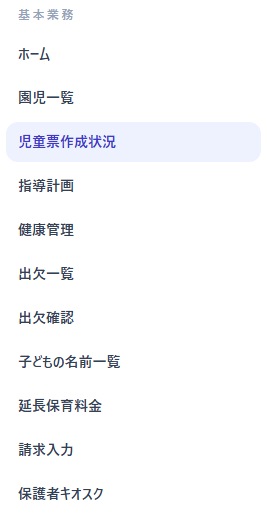 基本業務
ホーム
園児一覧
児童票作成状況
指導計画
健康管理
出欠一覧
出欠確認
子どもの名前一覧
延長保育料金
請求入力
保護者キオスク